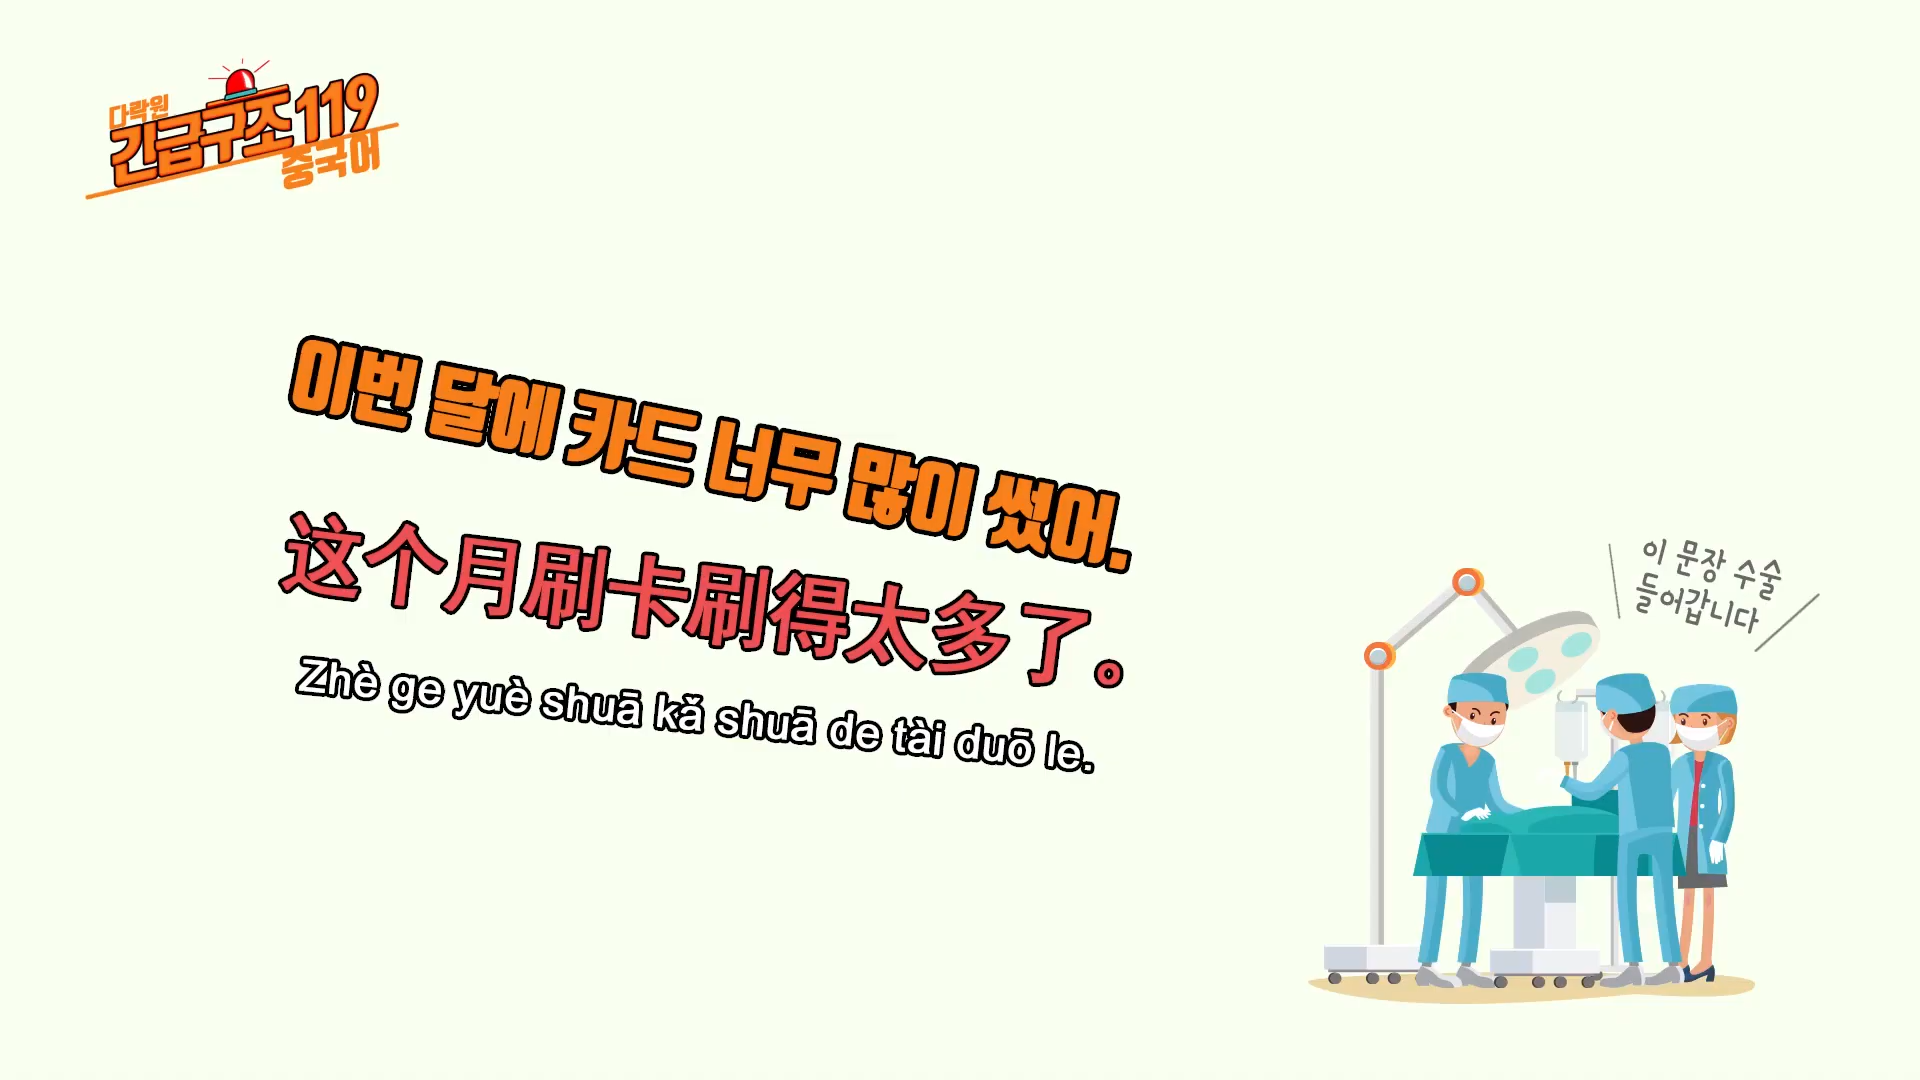 다락원
긴급구조119
중국어
이번 달에 카드 너무 많이 썼어.
这个月刷卡刷得太多了。
Zhè ge yuè shuā kǎ shuā de tài duō le.
이 문장 수술
들어갑니다